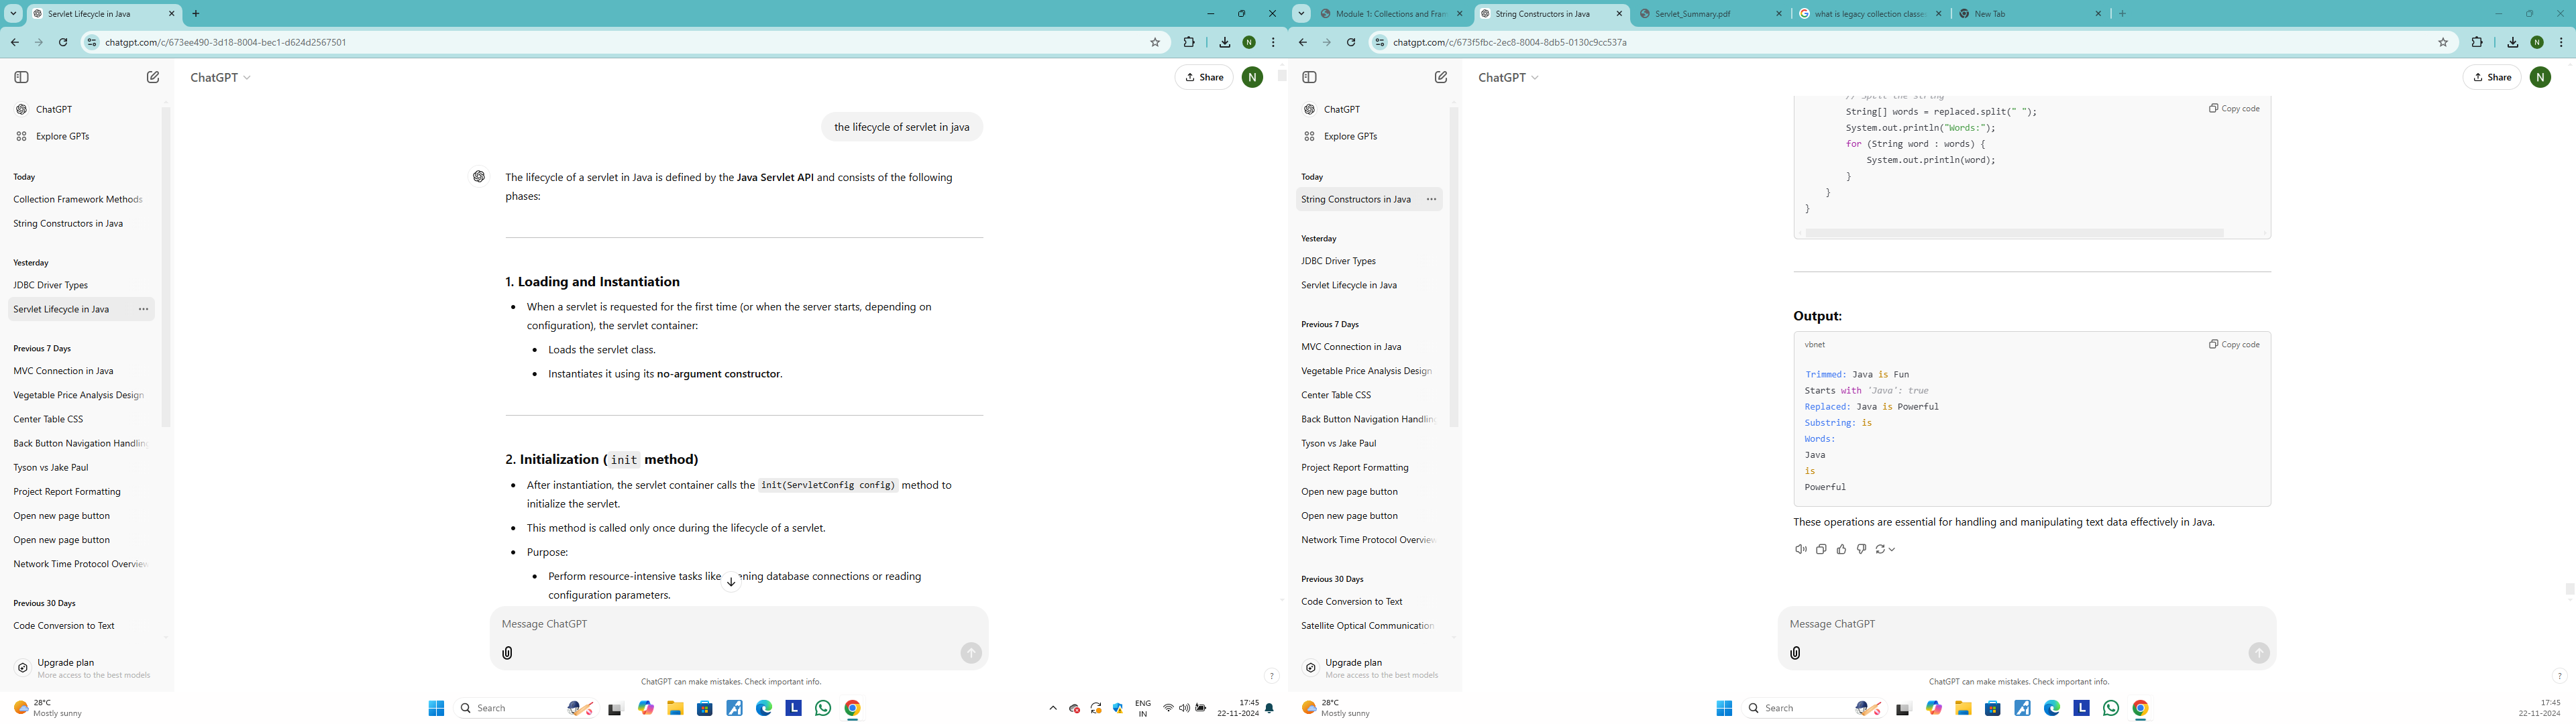 Servlet Lifecycle in Java
chatgpt.com/c/673ee490-3d18-8004-bec1-d624d2567501
N
ChatGPT
Share
N
ChatGPT
Explore GPTs
Today
Collection Framework Methods
String Constructors in Java
Yesterday
JDBC Driver Types
Servlet Lifecycle in Java
Previous 7 Days
MVC Connection in Java
Vegetable Price Analysis Design
Center Table CSS
Back Button Navigation Handling
Tyson vs Jake Paul
Project Report Formatting
Open new page button
Open new page button
Network Time Protocol Overview
Previous 30 Days
Code Conversion to Text
Upgrade plan
More access to the best models
the lifecycle of servlet in java
The lifecycle of a servlet in Java is defined by the Java Servlet API and consists of the following
phases:
1. Loading and Instantiation
• When a servlet is requested for the first time (or when the server starts, depending on
configuration), the servlet container:
• Loads the servlet class.
• Instantiates it using its no-argument constructor.
2. Initialization (init method)
• After instantiation, the servlet container calls the init(ServletConfig config) method to
initialize the servlet.
• This method is called only once during the lifecycle of a servlet.
• Purpose:
• Perform resource-intensive tasks like ening database connections or reading
configuration parameters.
Message ChatGPT
ChatGPT can make mistakes. Check important info.
?
28°C
Mostly sunny
Search
L
ENG
IN
17:45
22-11-2024
Module 1: Collections and Fram
String Constructors in Java
Servlet_Summary.pdf
what is legacy collection classes
New Tab
chatgpt.com/c/673f5fbc-2ec8-8004-8db5-0130c9cc537a
N
ChatGPT
Share
N
ChatGPT
Explore GPTs
Today
String Constructors in Java
Yesterday
JDBC Driver Types
Servlet Lifecycle in Java
Previous 7 Days
MVC Connection in Java
Vegetable Price Analysis Design
Center Table CSS
Back Button Navigation Handling
Tyson vs Jake Paul
Project Report Formatting
Open new page button
Open new page button
Network Time Protocol Overview
Previous 30 Days
Code Conversion to Text
Satellite Optical Communication
Upgrade plan
More access to the best models
// Split the string
Copy code
String[] words = replaced.split(" ");
System.out.println("Words:");
for (String word : words) {
System.out.println(word);
}
}
}
Output:
vbnet
Copy code
Trimmed: Java is Fun
Starts with 'Java': true
Replaced: Java is Powerful
Substring: is
Words:
Java
is
Powerful
These operations are essential for handling and manipulating text data effectively in Java.
Message ChatGPT
ChatGPT can make mistakes. Check important info.
?
28°C
Mostly sunny
Search
L
17:45
22-11-2024